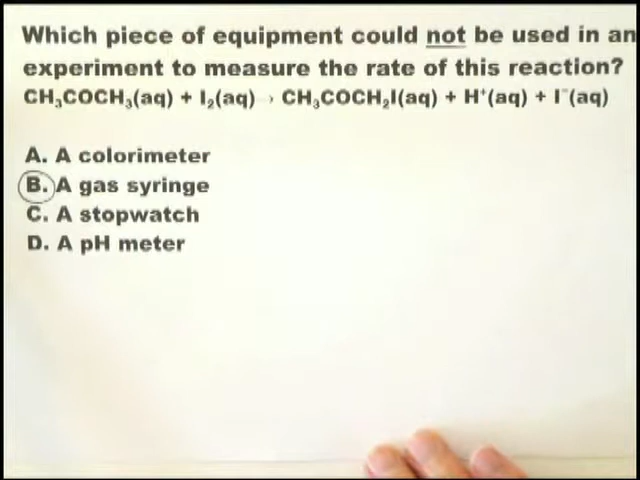 Which piece of equipment could not be used in an
experiment to measure the rate of this reaction?
CH₃COCH₃(aq) + I₂(aq) → CH₃COCH₂I(aq) + H⁺(aq) + I⁻(aq)
A. A colorimeter
B. A gas syringe
C. A stopwatch
D. A pH meter